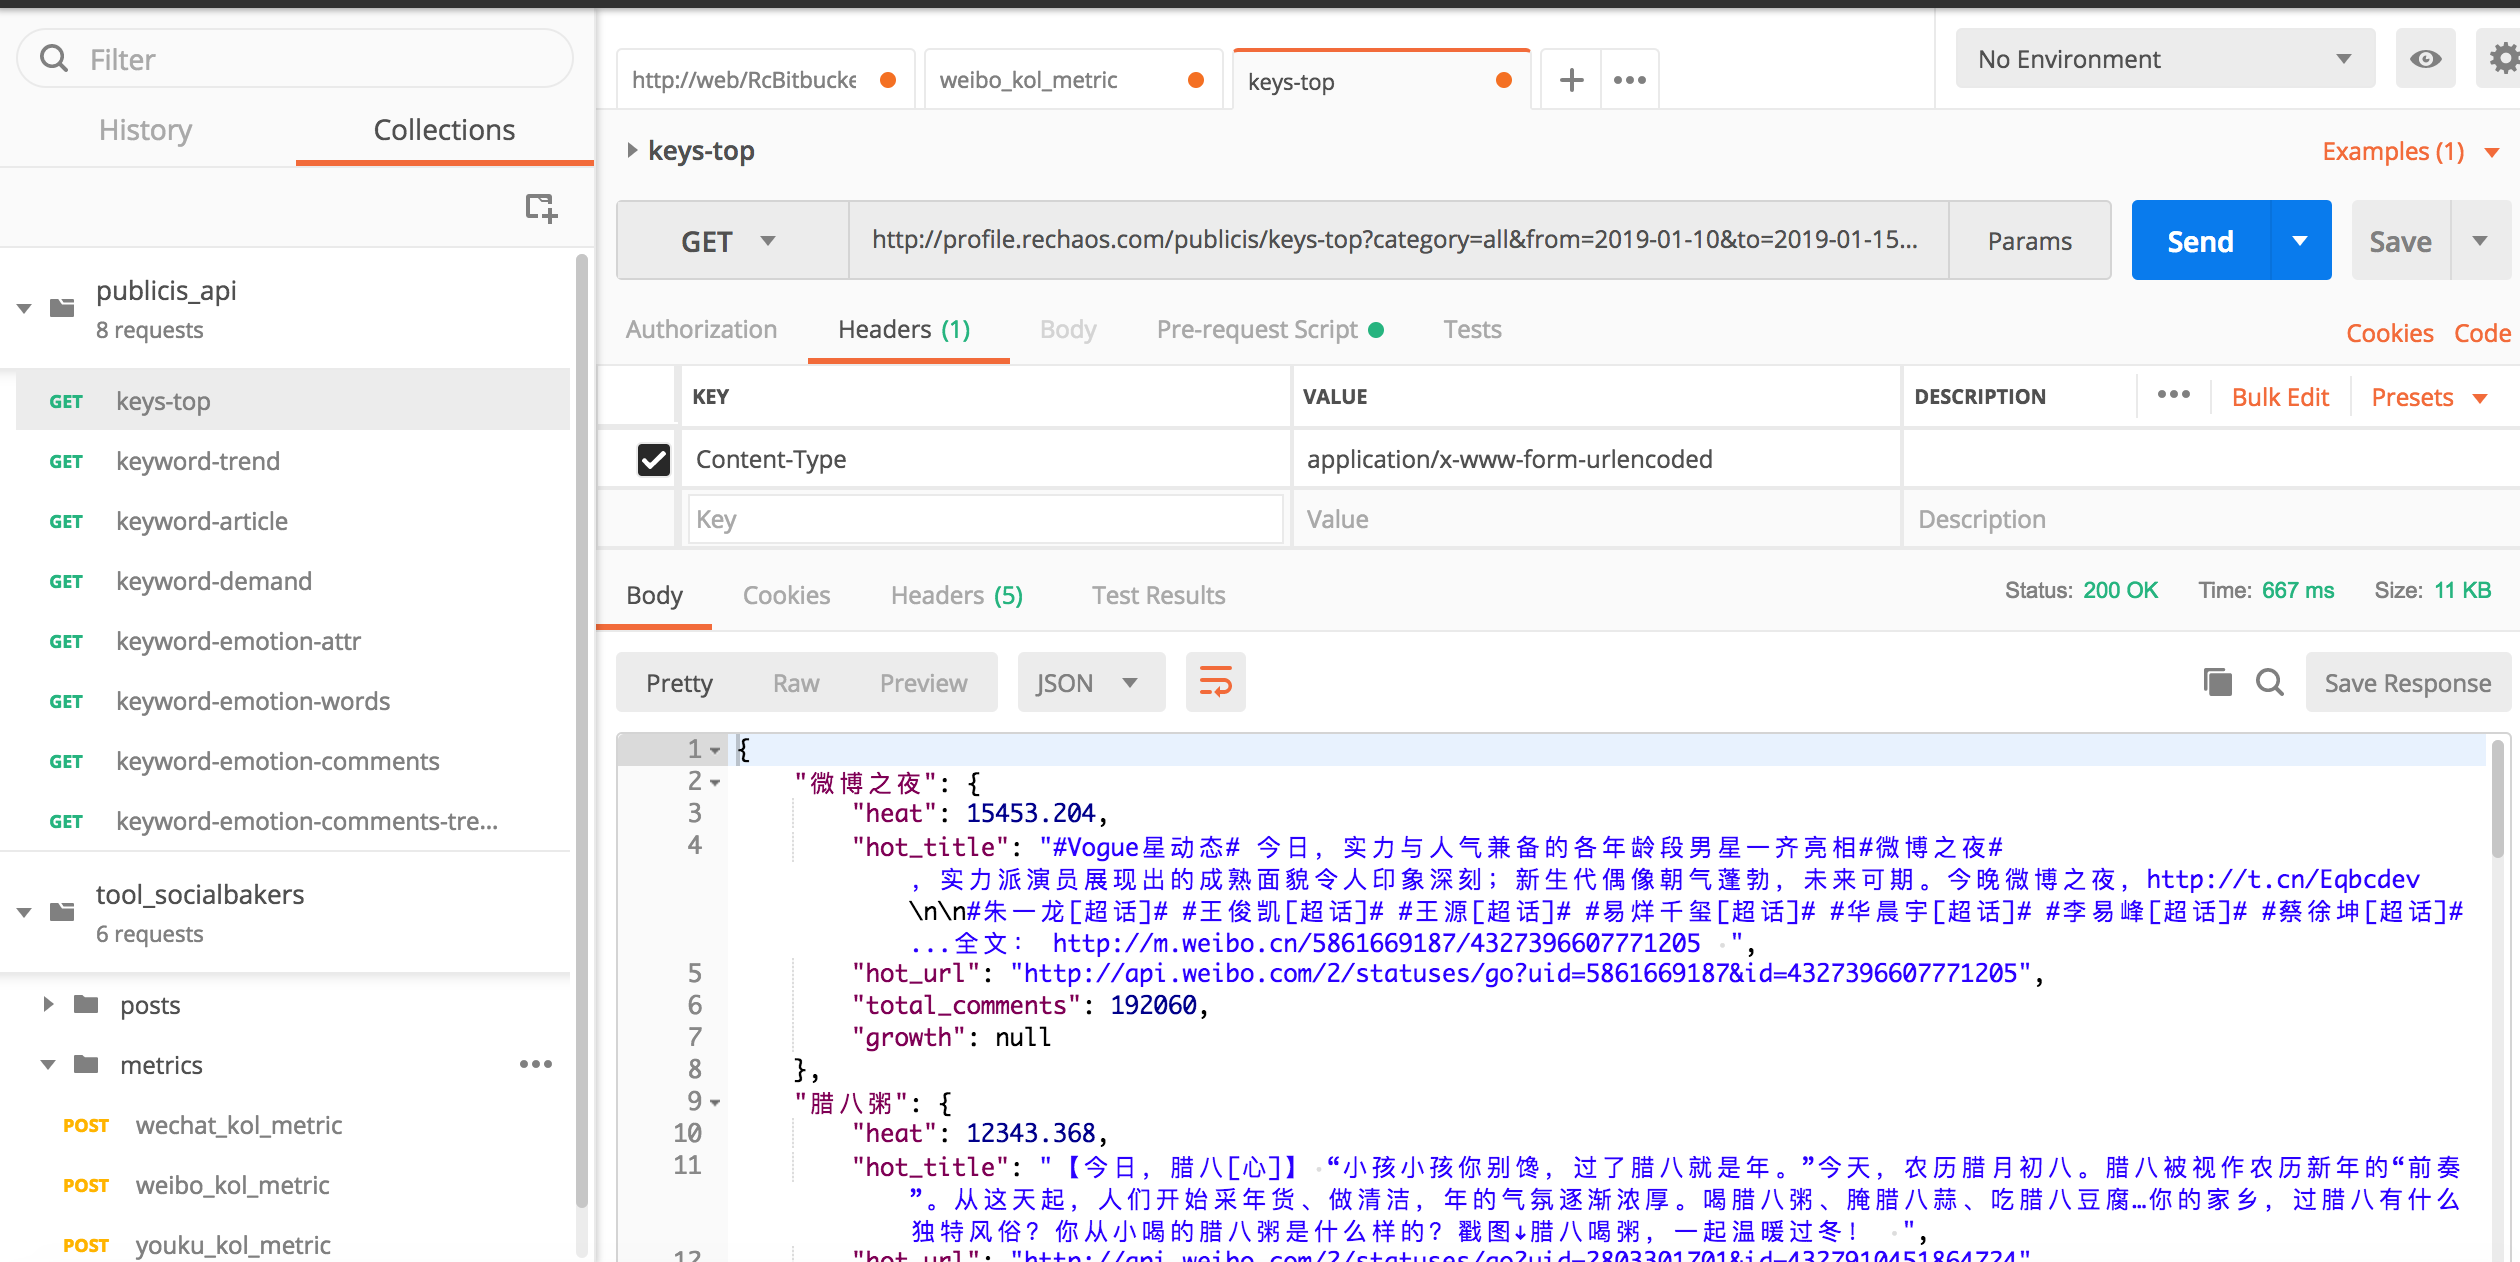 Filter
History
Collections
publicis_api
8 requests
GET keys-top
GET keyword-trend
GET keyword-article
GET keyword-demand
GET keyword-emotion-attr
GET keyword-emotion-words
GET keyword-emotion-comments
GET keyword-emotion-comments-tre...
tool_socialbakers
6 requests
posts
metrics
POST wechat_kol_metric
POST weibo_kol_metric
POST youku_kol_metric
http://web/RcBitbucke
weibo_kol_metric
keys-top
No Environment
keys-top
Examples (1)
GET
http://profile.rechaos.com/publicis/keys-top?category=all&from=2019-01-10&to=2019-01-15...
Params
Send
Save
Authorization
Headers (1)
Body
Pre-request Script
Tests
Cookies
Code
KEY
VALUE
DESCRIPTION
Bulk Edit
Presets
Content-Type
application/x-www-form-urlencoded
Key
Value
Description
Body
Cookies
Headers (5)
Test Results
Status: 200 OK
Time: 667 ms
Size: 11 KB
Pretty
Raw
Preview
JSON
Save Response
1 {
2 "微博之夜": {
3 "heat": 15453.204,
4 "hot_title": "#Vogue星动态# 今日，实力与人气兼备的各年龄段男星一齐亮相#微博之夜#
，实力派演员展现出的成熟面貌令人印象深刻；新生代偶像朝气蓬勃，未来可期。今晚微博之夜，http://t.cn/Eqbcdev
\n\n#朱一龙[超话]# #王俊凯[超话]# #王源[超话]# #易烊千玺[超话]# #华晨宇[超话]# #李易峰[超话]# #蔡徐坤[超话]#
...全文： http://m.weibo.cn/5861669187/4327396607771205 ",
5 "hot_url": "http://api.weibo.com/2/statuses/go?uid=5861669187&id=4327396607771205",
6 "total_comments": 192060,
7 "growth": null
8 },
9 "腊八粥": {
10 "heat": 12343.368,
11 "hot_title": "【今日，腊八[心]】 “小孩小孩你别馋，过了腊八就是年。”今天，农历腊月初八。腊八被视作农历新年的“前奏
”。从这天起，人们开始采年货、做清洁，年的气氛逐渐浓厚。喝腊八粥、腌腊八蒜、吃腊八豆腐…你的家乡，过腊八有什么
独特风俗？你从小喝的腊八粥是什么样的？戳图↓腊八喝粥，一起温暖过冬！ ",
12 "hot_url": "http://api.weibo.com/2/statuses/go?uid=2803301701&id=4327910451864724"